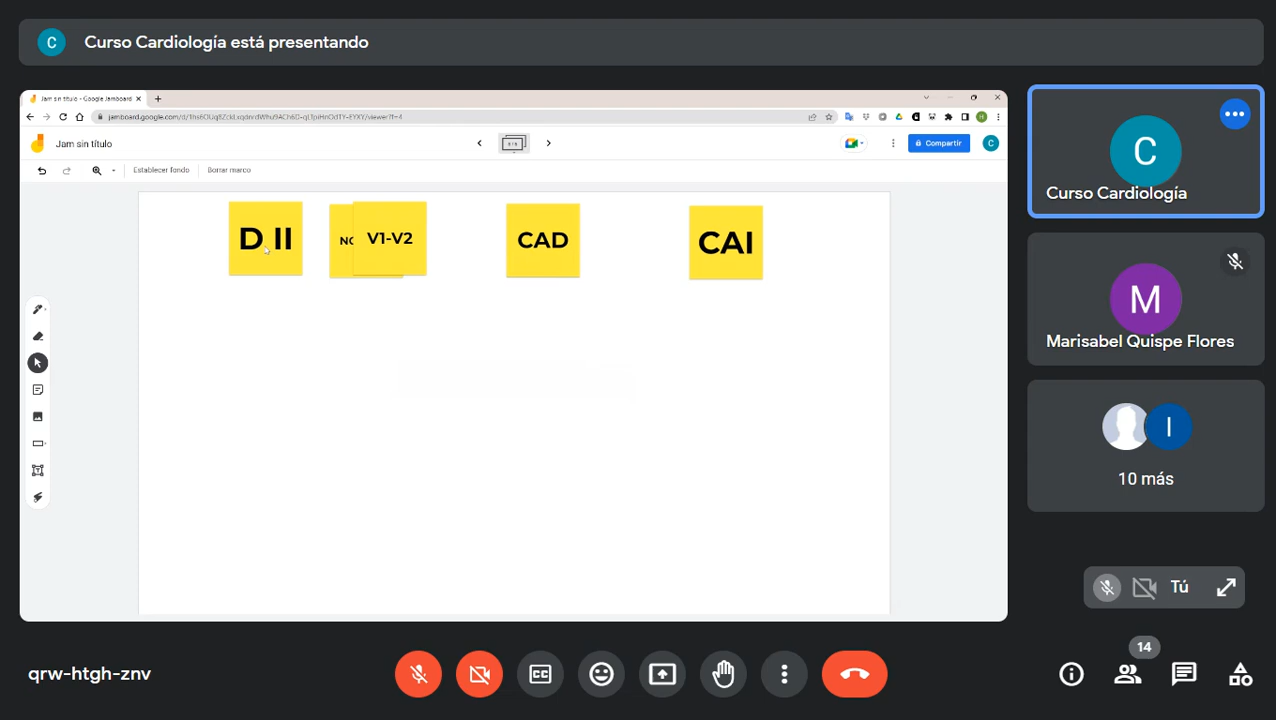 C Curso Cardiología está presentando
Jam sin título - Google Jamboard
Jam sin título
Compartir
C
Establecer fondo Borrar marco
D II
NO
V1-V2
CAD
CAI
C
Curso Cardiología
M
Marisabel Quispe Flores
I
10 más
Tú
qrw-htgh-znv
14